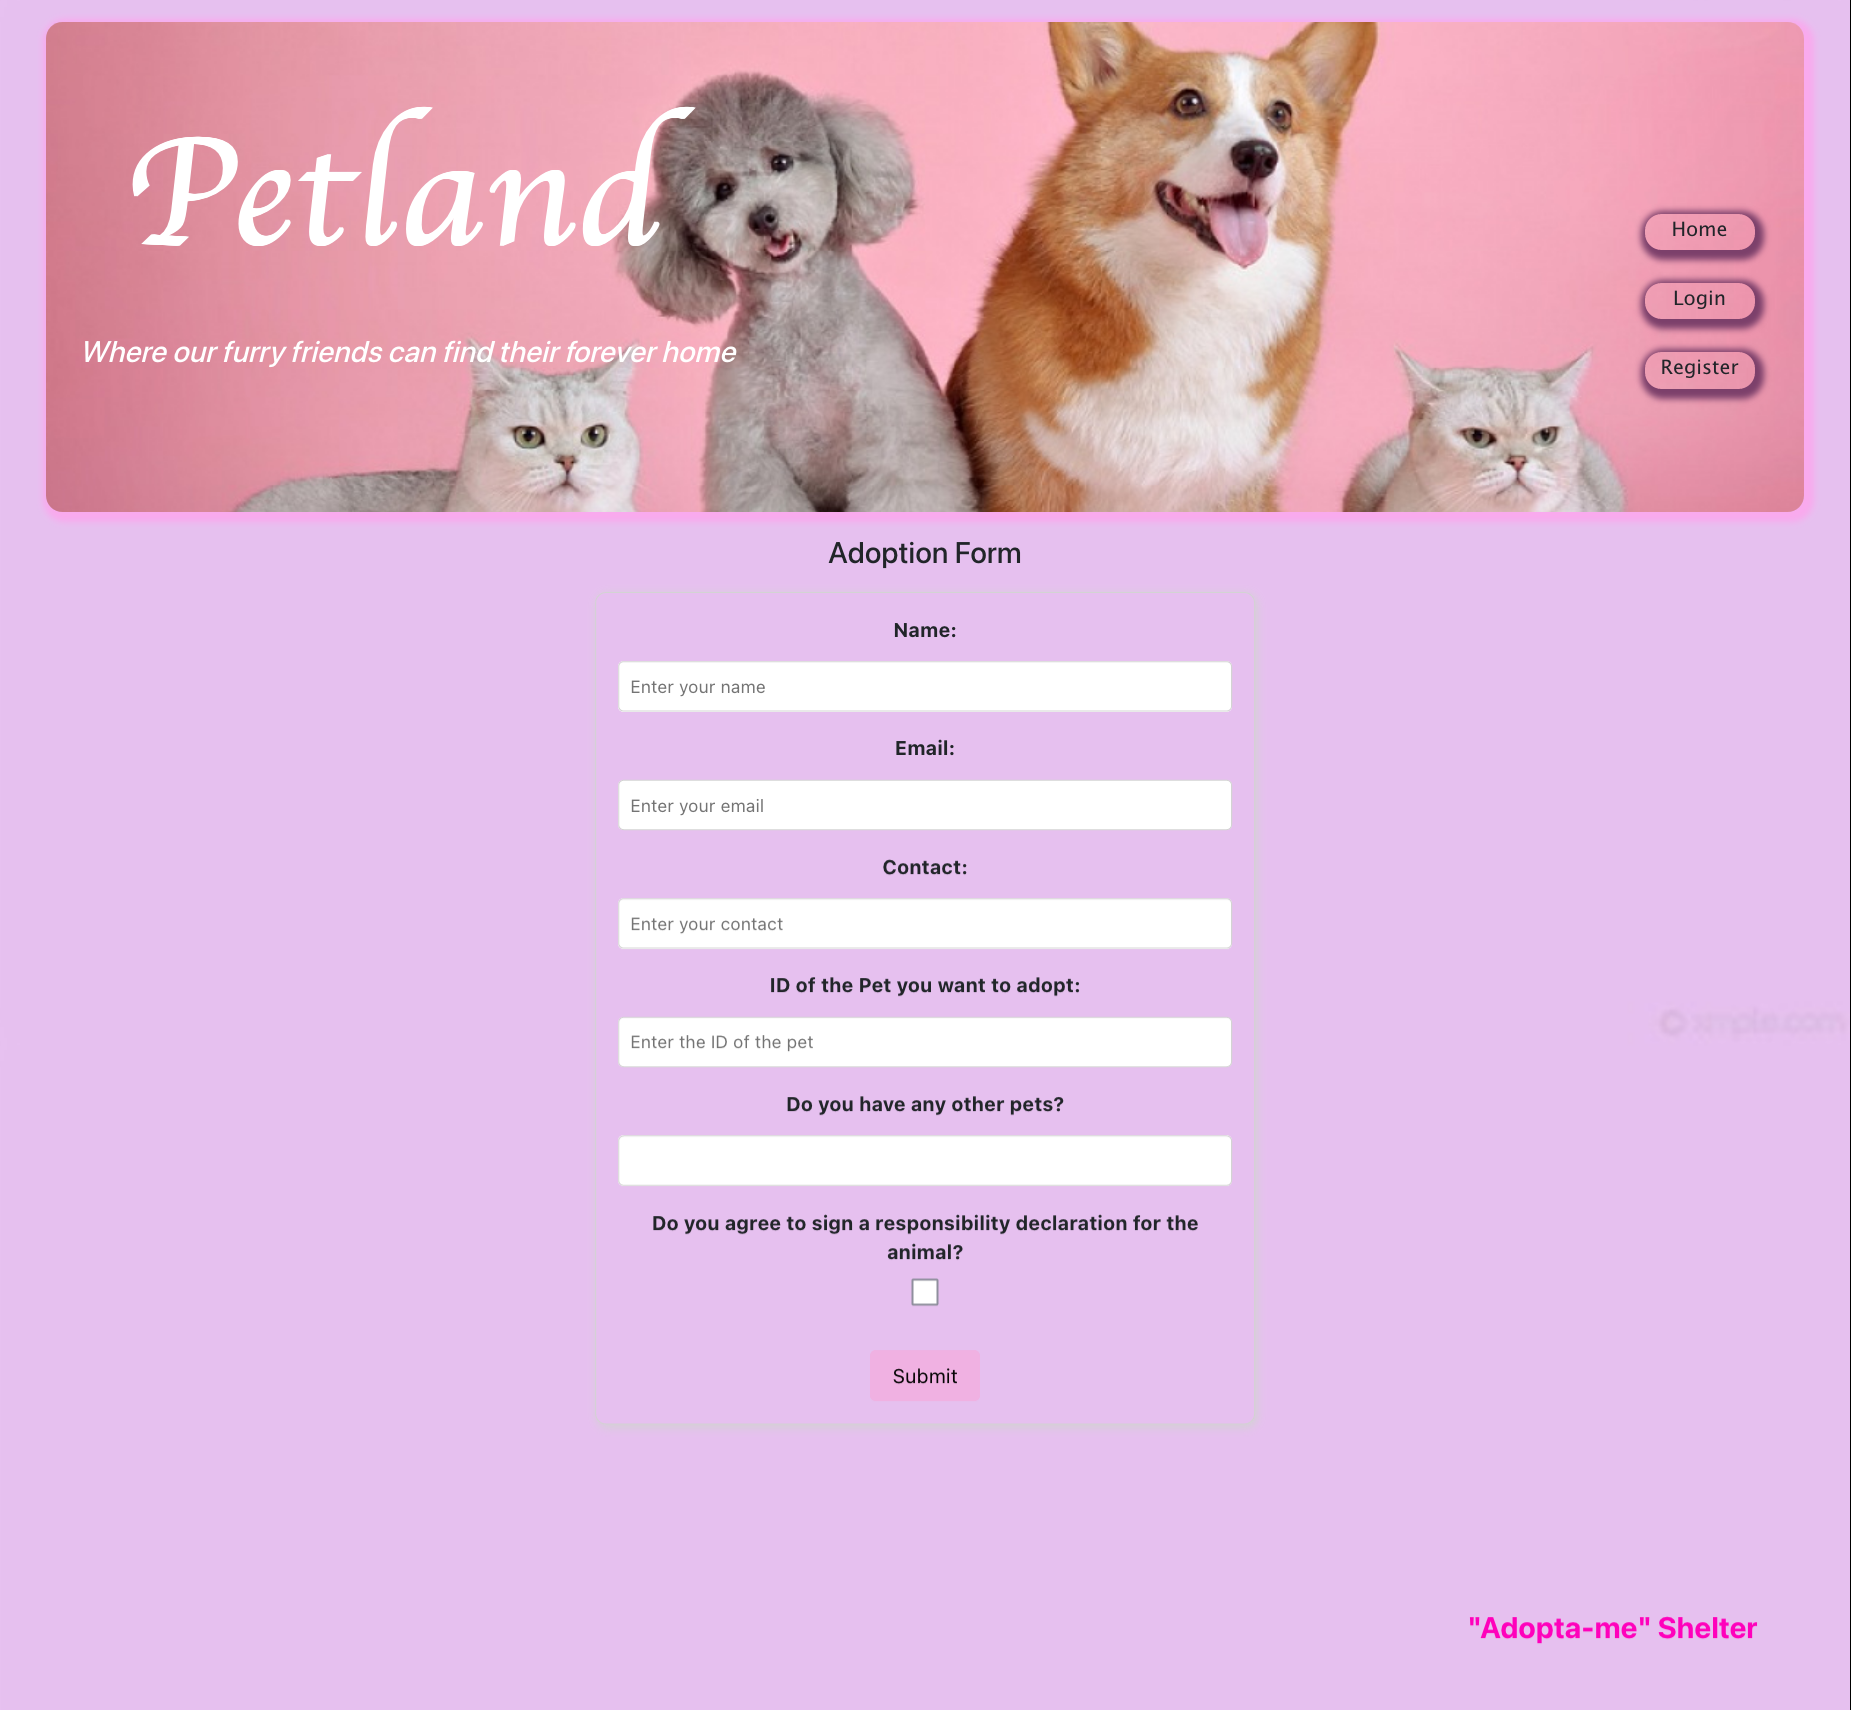 Petland
Where our furry friends can find their forever home
Home
Login
Register
Adoption Form
Name:
Enter your name
Email:
Enter your email
Contact:
Enter your contact
ID of the Pet you want to adopt:
Enter the ID of the pet
Do you have any other pets?
Do you agree to sign a responsibility declaration for the
animal?
Submit
"Adopta-me" Shelter